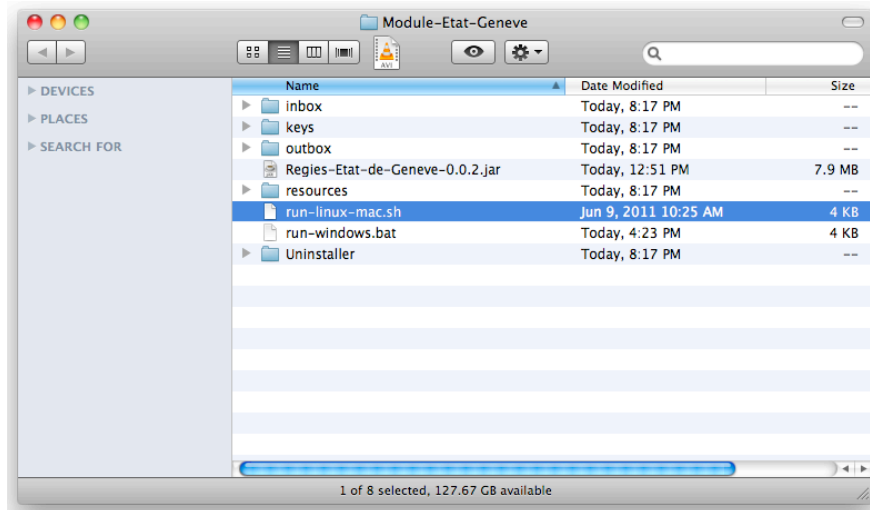 Module-Etat-Geneve
AVI
DEVICES
PLACES
SEARCH FOR
Name Date Modified Size
inbox Today, 8:17 PM --
keys Today, 8:17 PM --
outbox Today, 8:17 PM --
Regies-Etat-de-Geneve-0.0.2.jar Today, 12:51 PM 7.9 MB
resources Today, 8:17 PM --
run-linux-mac.sh Jun 9, 2011 10:25 AM 4 KB
run-windows.bat Today, 4:23 PM 4 KB
Uninstaller Today, 8:17 PM --
1 of 8 selected, 127.67 GB available